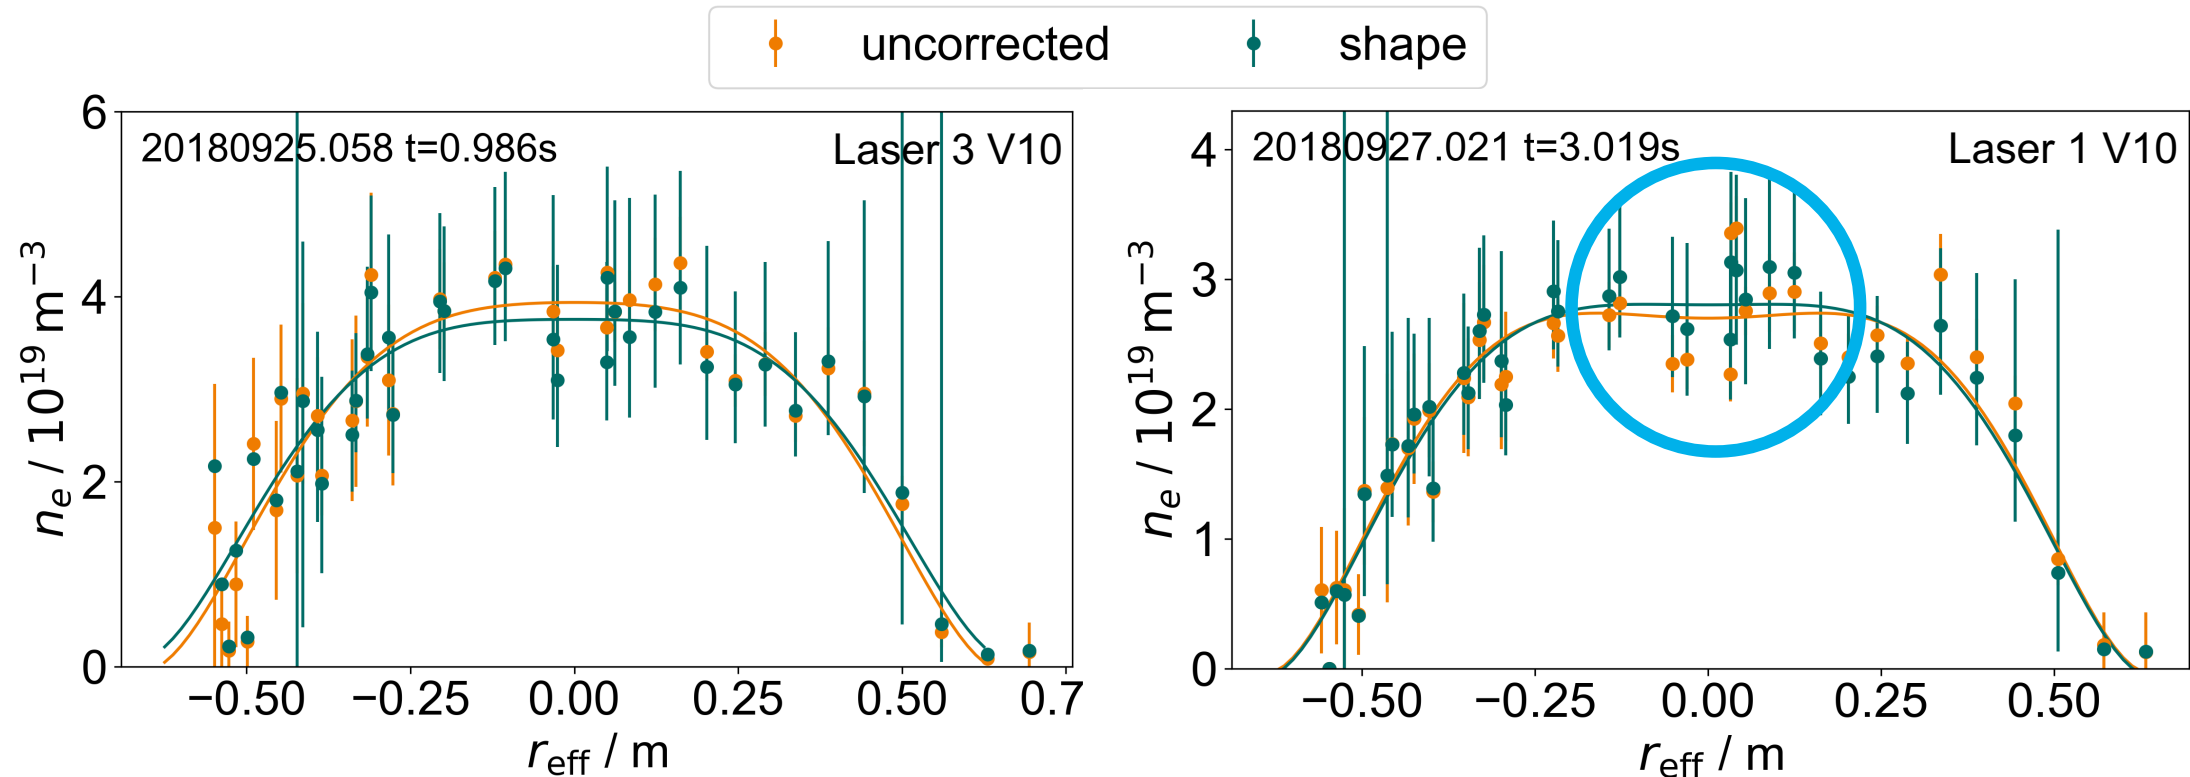 uncorrected shape
20180925.058 t=0.986s Laser 3 V10
6
4
2
0
n_e / 10^19 m^−3
−0.50 −0.25 0.00 0.25 0.50 0.7
r_eff / m
20180927.021 t=3.019s Laser 1 V10
4
3
2
1
0
n_e / 10^19 m^−3
−0.50 −0.25 0.00 0.25 0.50
r_eff / m